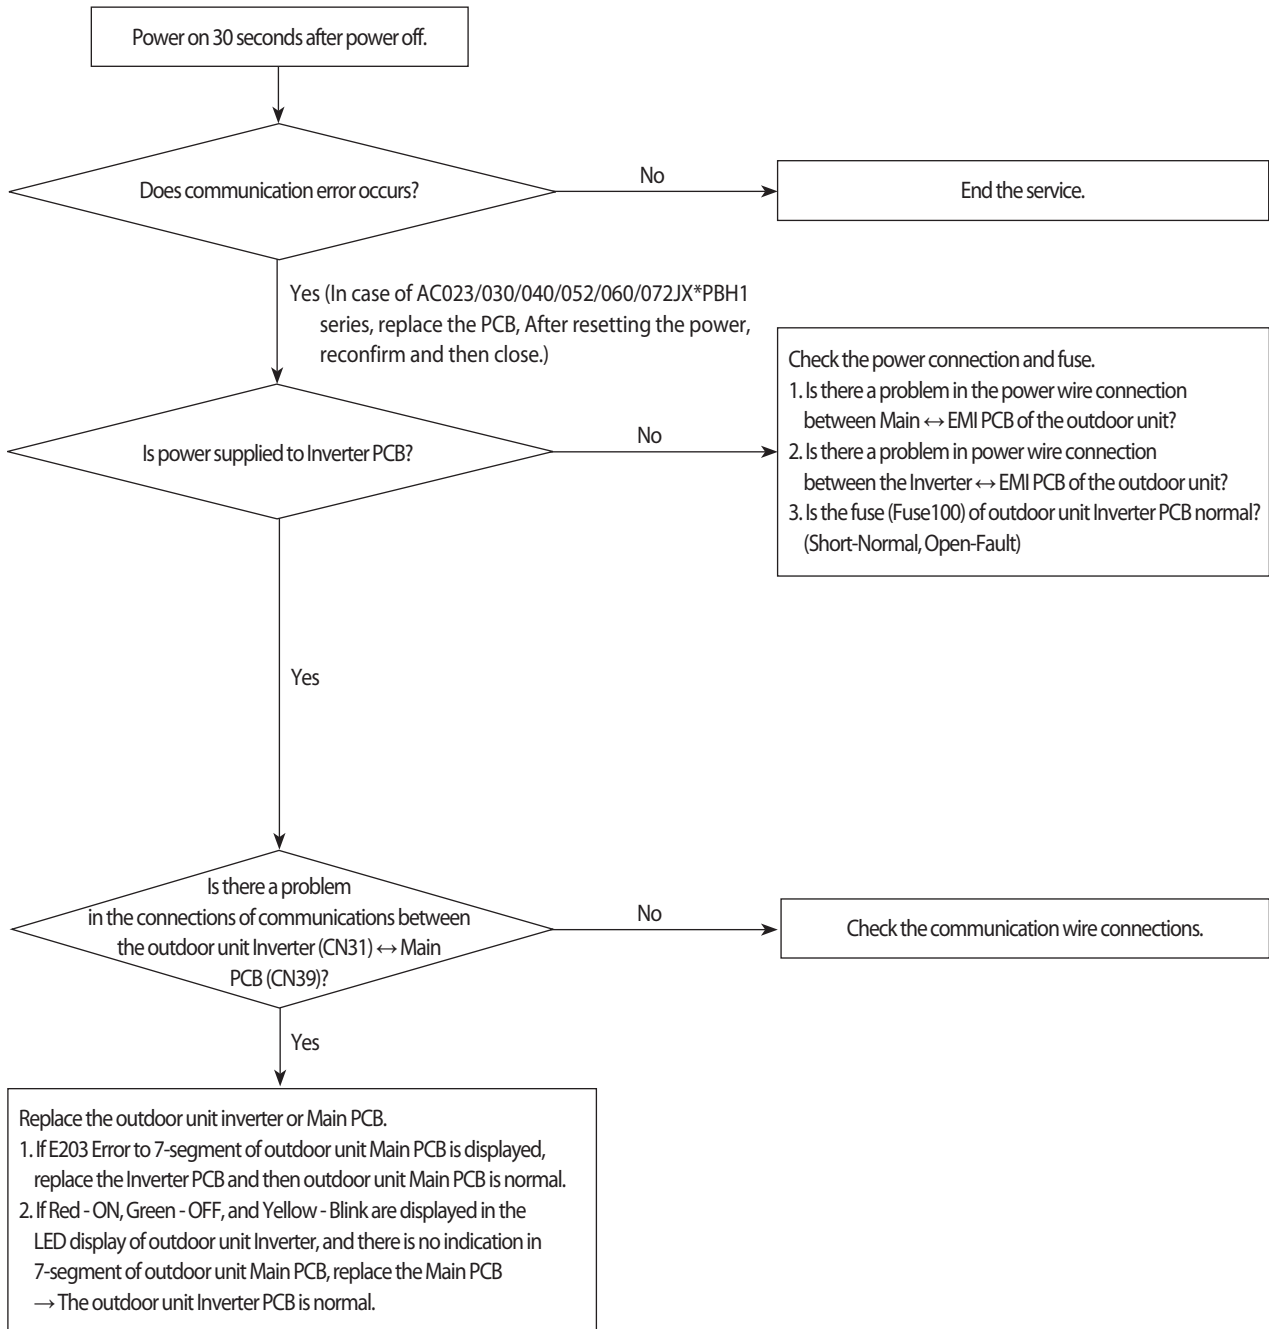 Power on 30 seconds after power off.
Does communication error occurs?
No
End the service.
Yes (In case of AC023/030/040/052/060/072JX*PBH1
series, replace the PCB, After resetting the power,
reconfirm and then close.)
Is power supplied to Inverter PCB?
No
Check the power connection and fuse.
1. Is there a problem in the power wire connection
between Main ↔ EMI PCB of the outdoor unit?
2. Is there a problem in power wire connection
between the Inverter ↔ EMI PCB of the outdoor unit?
3. Is the fuse (Fuse100) of outdoor unit Inverter PCB normal?
(Short-Normal, Open-Fault)
Yes
Is there a problem
in the connections of communications between
the outdoor unit Inverter (CN31) ↔ Main
PCB (CN39)?
No
Check the communication wire connections.
Yes
Replace the outdoor unit inverter or Main PCB.
1. If E203 Error to 7-segment of outdoor unit Main PCB is displayed,
replace the Inverter PCB and then outdoor unit Main PCB is normal.
2. If Red - ON, Green - OFF, and Yellow - Blink are displayed in the
LED display of outdoor unit Inverter, and there is no indication in
7-segment of outdoor unit Main PCB, replace the Main PCB
→ The outdoor unit Inverter PCB is normal.